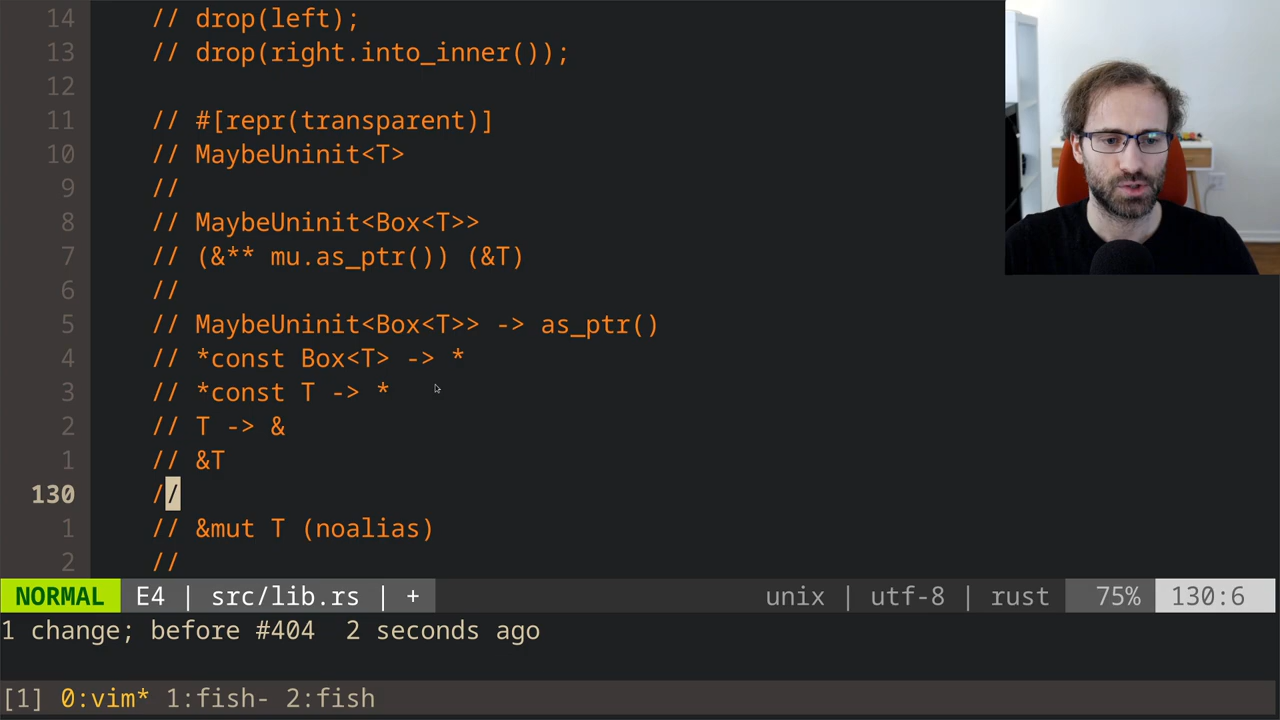 14 // drop(left);
13 // drop(right.into_inner());
12
11 // #[repr(transparent)]
10 // MaybeUninit<T>
9 //
8 // MaybeUninit<Box<T>>
7 // (&** mu.as_ptr()) (&T)
6 //
5 // MaybeUninit<Box<T>> -> as_ptr()
4 // *const Box<T> -> *
3 // *const T -> *
2 // T -> &
1 // &T
130 //
1 // &mut T (noalias)
2 //
NORMAL E4 | src/lib.rs | + unix | utf-8 | rust 75% 130:6
1 change; before #404 2 seconds ago
[1] 0:vim* 1:fish- 2:fish